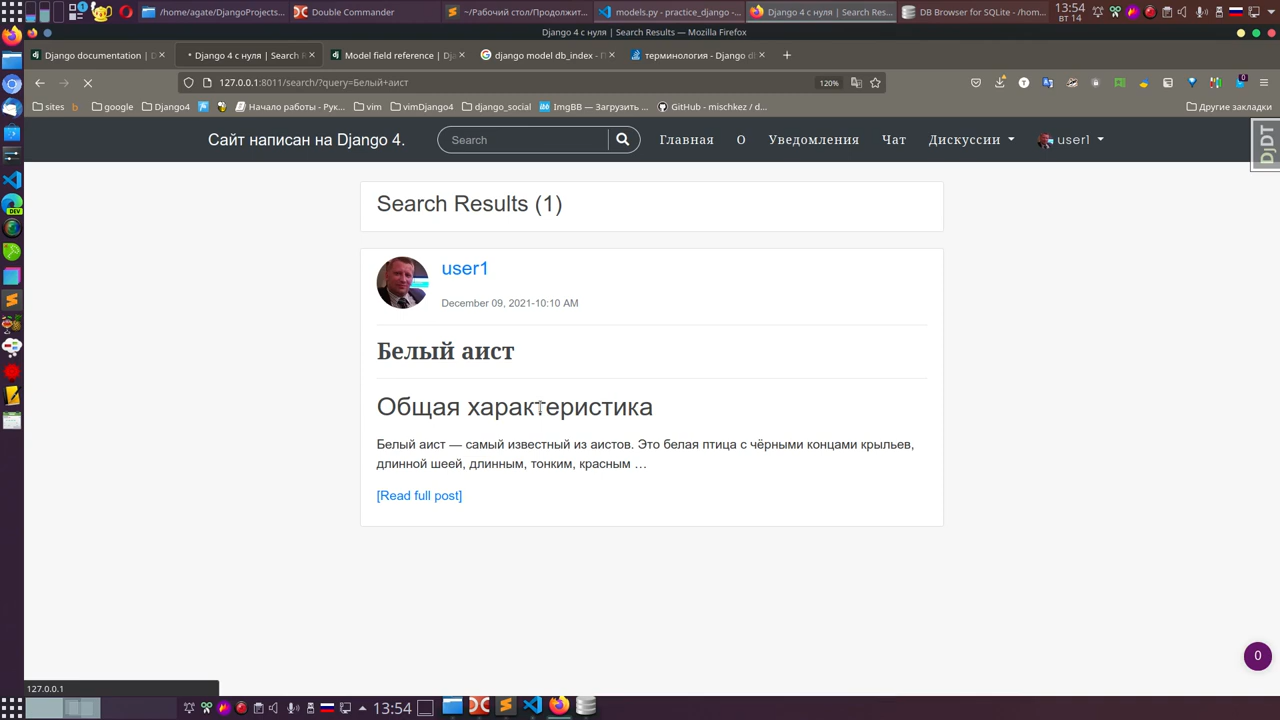 /home/agate/DjangoProjects...
Double Commander
~/Рабочий стол/Продолжит...
models.py - practice_django -...
Django 4 с нуля | Search Res...
DB Browser for SQLite - /hom...
13:54
ВТ 14
Django 4 с нуля | Search Results — Mozilla Firefox
Django documentation | D
Django 4 с нуля | Search R
Model field reference | Dj
django model db_index - П
терминология - Django db
127.0.0.1:8011/search/?query=Белый+аист
120%
sites
google
Django4
Начало работы - Рук...
vim
vimDjango4
django_social
ImgBB — Загрузить ...
GitHub - mischkez / d...
Другие закладки
Сайт написан на Django 4.
Search
Главная
О
Уведомления
Чат
Дискуссии
user1
DjDT
Search Results (1)
user1
December 09, 2021-10:10 AM
Белый аист
Общая характеристика
Белый аист — самый известный из аистов. Это белая птица с чёрными концами крыльев,
длинной шеей, длинным, тонким, красным …
[Read full post]
0
127.0.0.1
13:54